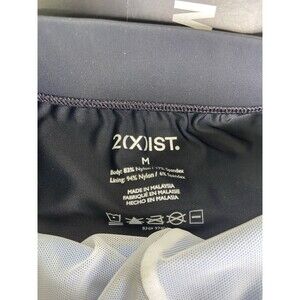 2(X)IST.
M
Body: 83% Nylon / 17% Spandex
Lining: 94% Nylon / 6% Spandex
MADE IN MALAYSIA
FABRIQUÉ EN MALAISIE
HECHO EN MALASIA